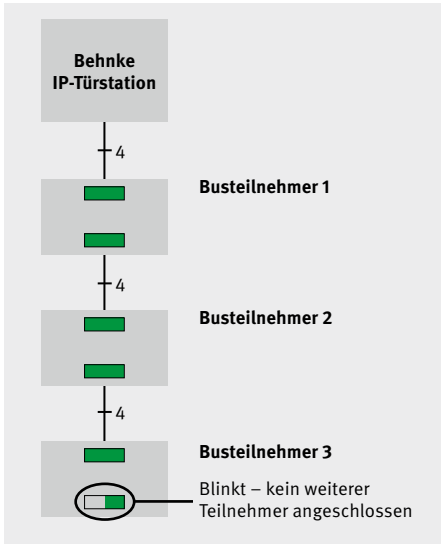 Behnke
IP-Türstation
4
Busteilnehmer 1
4
Busteilnehmer 2
4
Busteilnehmer 3
Blinkt – kein weiterer
Teilnehmer angeschlossen